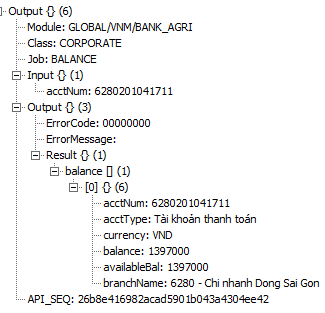 Output {} (6)
Module: GLOBAL/VNM/BANK_AGRI
Class: CORPORATE
Job: BALANCE
Input {} (1)
acctNum: 6280201041711
Output {} (3)
ErrorCode: 00000000
ErrorMessage:
Result {} (1)
balance [] (1)
[0] {} (6)
acctNum: 6280201041711
acctType: Tài khoản thanh toán
currency: VND
balance: 1397000
availableBal: 1397000
branchName: 6280 - Chi nhanh Dong Sai Gon
API_SEQ: 26b8e416982acad5901b043a4304ee42